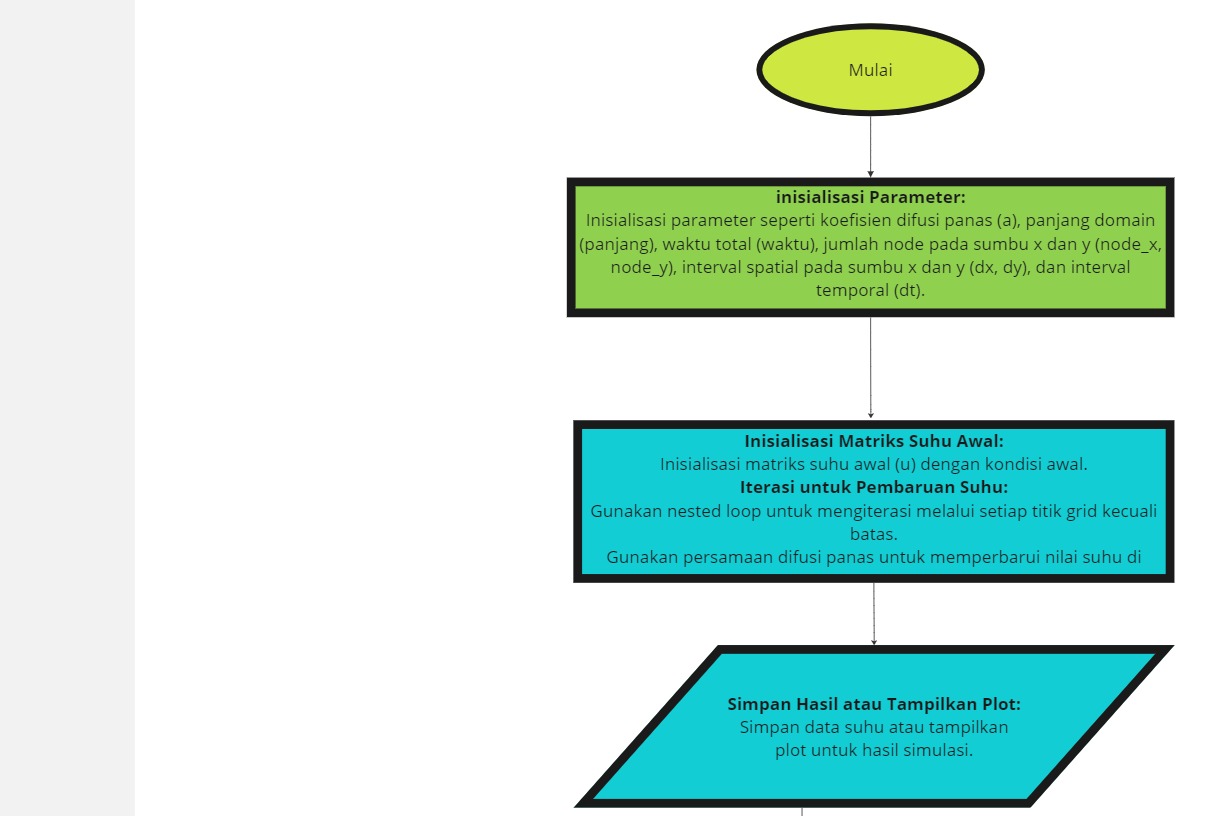 Mulai
inisialisasi Parameter:
Inisialisasi parameter seperti koefisien difusi panas (a), panjang domain
(panjang), waktu total (waktu), jumlah node pada sumbu x dan y (node_x,
node_y), interval spatial pada sumbu x dan y (dx, dy), dan interval
temporal (dt).
Inisialisasi Matriks Suhu Awal:
Inisialisasi matriks suhu awal (u) dengan kondisi awal.
Iterasi untuk Pembaruan Suhu:
Gunakan nested loop untuk mengiterasi melalui setiap titik grid kecuali
batas.
Gunakan persamaan difusi panas untuk memperbarui nilai suhu di
Simpan Hasil atau Tampilkan Plot:
Simpan data suhu atau tampilkan
plot untuk hasil simulasi.